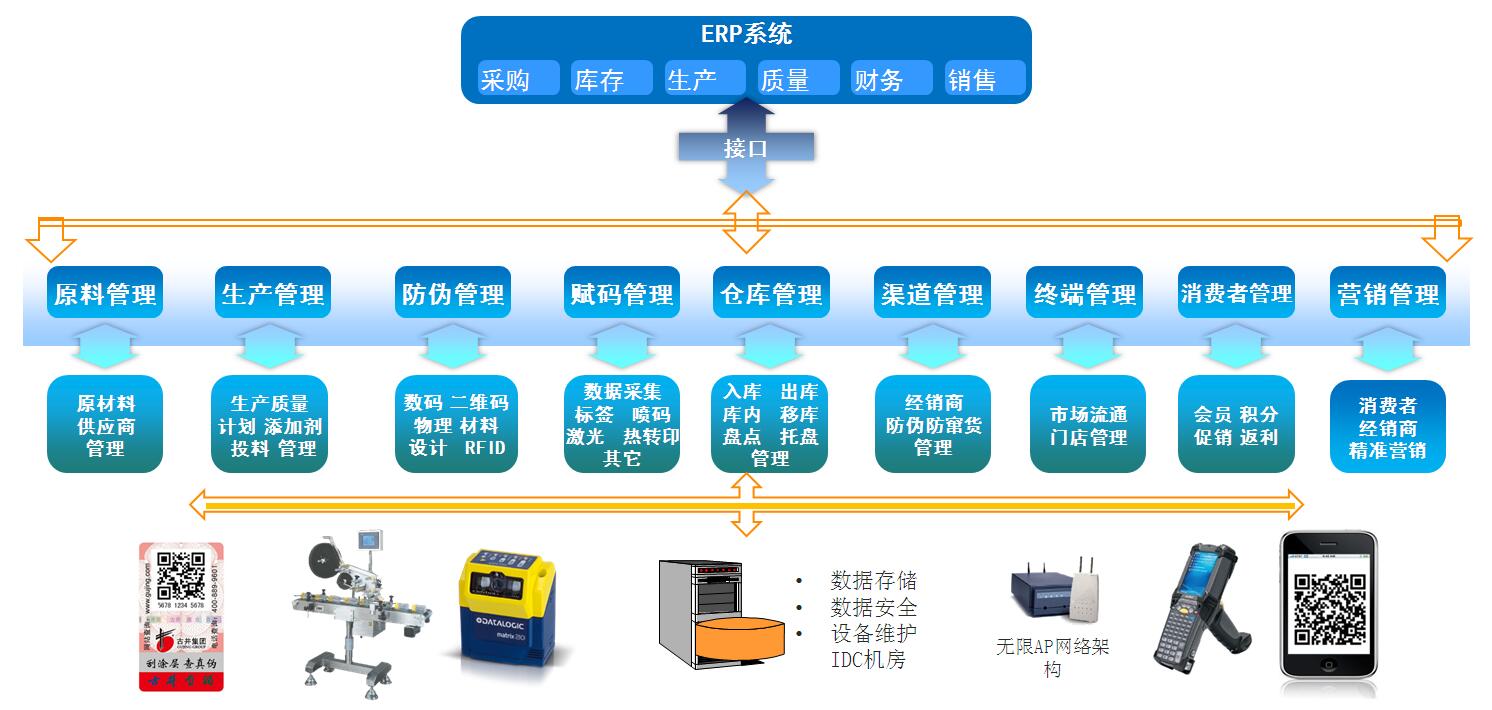 ERP系统
采购 库存 生产 质量 财务 销售
接口
原料管理 生产管理 防伪管理 赋码管理 仓库管理 渠道管理 终端管理 消费者管理 营销管理
原材料
供应商
管理
生产质量
计划 添加剂
投料 管理
数码 二维码
物理 材料
设计 RFID
数据采集
标签 喷码
激光 热转印
其它
入库 出库
库内 移库
盘点 托盘
管理
经销商
防伪防窜货
管理
市场流通
门店管理
会员 积分
促销 返利
消费者
经销商
精准营销
网站查询 www.gujing.com
电话查询 400-889-9601
5678 1234 5678
古井集团
GUJING GROUP
刮涂层 查真伪
DATALOGIC
matrix 210
• 数据存储
• 数据安全
• 设备维护
IDC机房
无限AP网络架
构